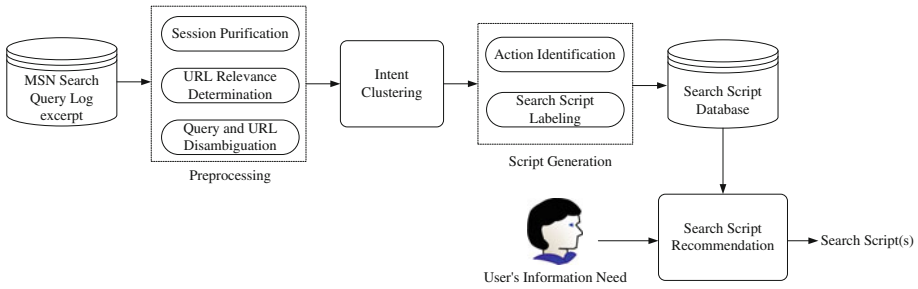 MSN Search
Query Log
excerpt
Session Purification
URL Relevance
Determination
Query and URL
Disambiguation
Preprocessing
Intent
Clustering
Action Identification
Search Script
Labeling
Script Generation
Search Script
Database
User's Information Need
Search Script
Recommendation
Search Script(s)